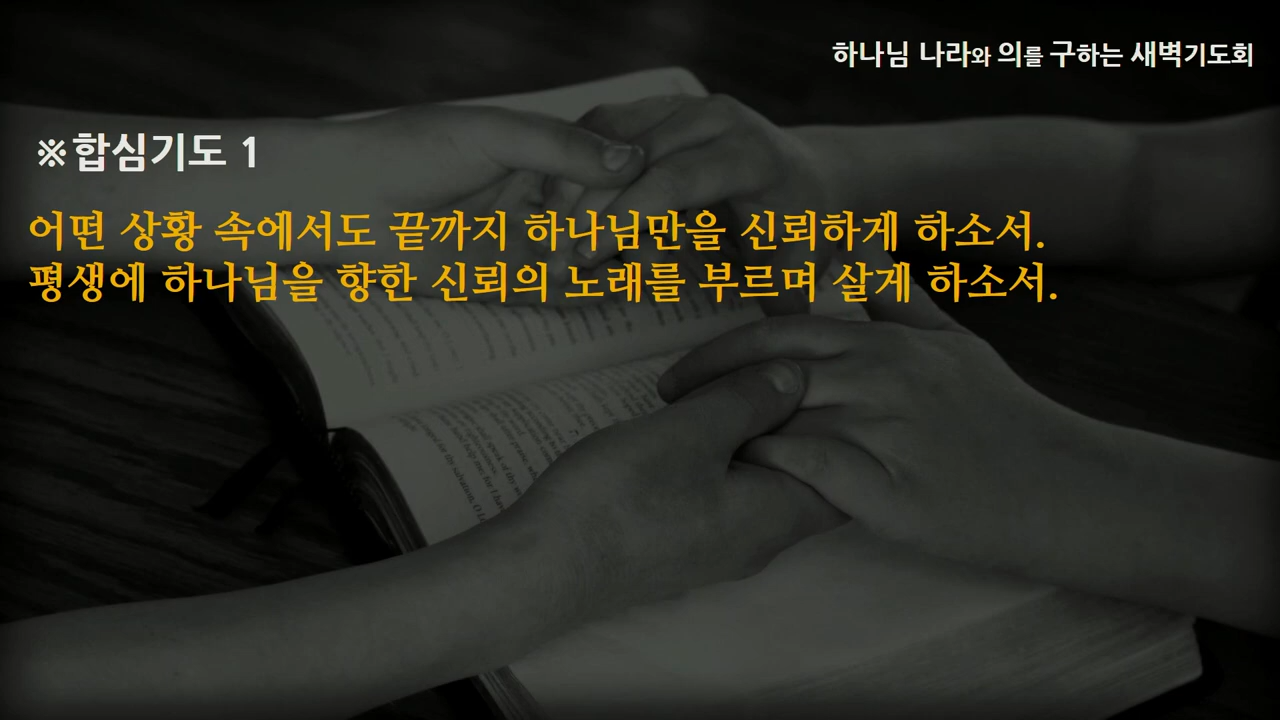 하나님 나라와 의를 구하는 새벽기도회
※합심기도 1
어떤 상황 속에서도 끝까지 하나님만을 신뢰하게 하소서.
평생에 하나님을 향한 신뢰의 노래를 부르며 살게 하소서.